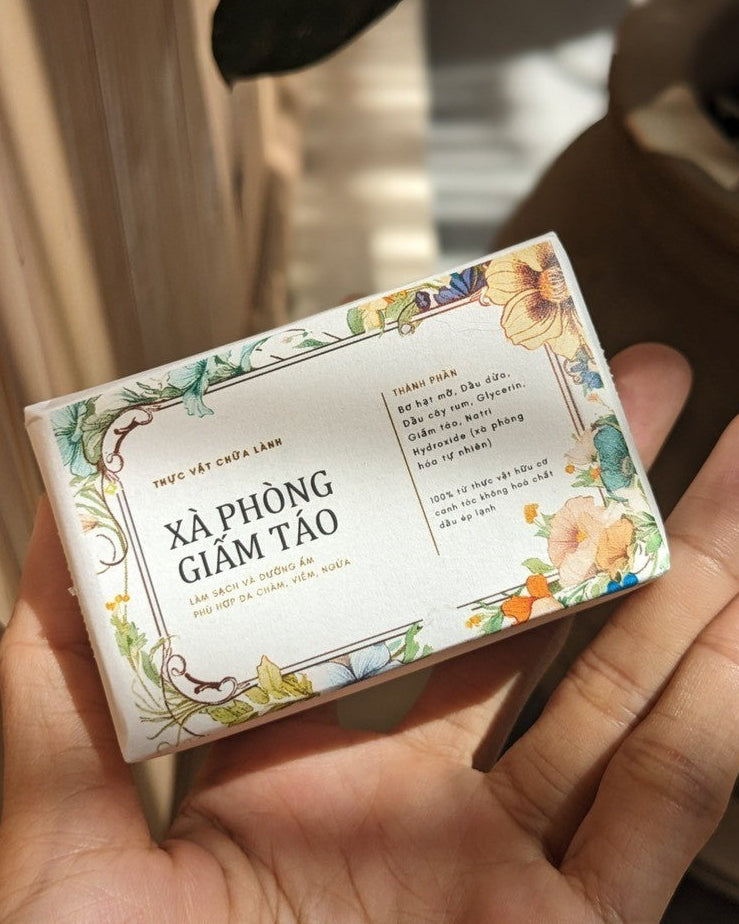 THỰC VẬT CHỮA LÀNH
XÀ PHÒNG
GIẤM TÁO
LÀM SẠCH VÀ DƯỠNG ẨM
PHÙ HỢP DA CHÀM, VIÊM, NGỨA
THÀNH PHẦN
Bơ hạt mỡ, Dầu dừa,
Dầu cây rum, Glycerin,
Giấm táo, Natri
Hydroxide (xà phòng
hóa tự nhiên)
100% từ thực vật hữu cơ
canh tác không hoá chất
dầu ép lạnh